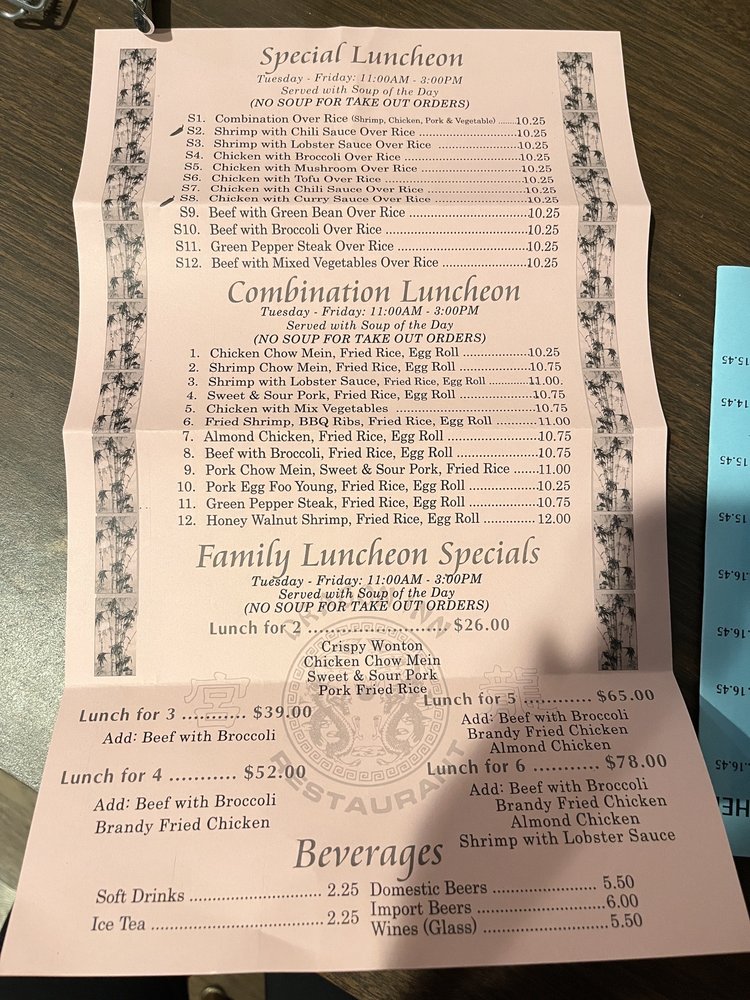 Special Luncheon
Tuesday - Friday: 11:00AM - 3:00PM
Served with Soup of the Day
(NO SOUP FOR TAKE OUT ORDERS)
S1. Combination Over Rice (Shrimp, Chicken, Pork & Vegetable) ......10.25
S2. Shrimp with Chili Sauce Over Rice ........................10.25
S3. Shrimp with Lobster Sauce Over Rice ....................10.25
S4. Chicken with Broccoli Over Rice ............................10.25
S5. Chicken with Mushroom Over Rice ........................10.25
S6. Chicken with Tofu Over Rice ................................10.25
S7. Chicken with Chili Sauce Over Rice ......................10.25
S8. Chicken with Curry Sauce Over Rice ......................10.25
S9. Beef with Green Bean Over Rice ..........................10.25
S10. Beef with Broccoli Over Rice ..............................10.25
S11. Green Pepper Steak Over Rice ............................10.25
S12. Beef with Mixed Vegetables Over Rice ..................10.25
Combination Luncheon
Tuesday - Friday: 11:00AM - 3:00PM
Served with Soup of the Day
(NO SOUP FOR TAKE OUT ORDERS)
1. Chicken Chow Mein, Fried Rice, Egg Roll ................10.25
2. Shrimp Chow Mein, Fried Rice, Egg Roll ..................10.75
3. Shrimp with Lobster Sauce, Fried Rice, Egg Roll ..............11.00.
4. Sweet & Sour Pork, Fried Rice, Egg Roll ..................10.75
5. Chicken with Mix Vegetables ..................................10.75
6. Fried Shrimp, BBQ Ribs, Fried Rice, Egg Roll ............11.00
7. Almond Chicken, Fried Rice, Egg Roll ....................10.75
8. Beef with Broccoli, Fried Rice, Egg Roll ..................10.75
9. Pork Chow Mein, Sweet & Sour Pork, Fried Rice ......11.00
10. Pork Egg Foo Young, Fried Rice, Egg Roll ..............10.25
11. Green Pepper Steak, Fried Rice, Egg Roll ................10.75
12. Honey Walnut Shrimp, Fried Rice, Egg Roll ............12.00
Family Luncheon Specials
Tuesday - Friday: 11:00AM - 3:00PM
Served with Soup of the Day
(NO SOUP FOR TAKE OUT ORDERS)
Lunch for 2 ........................ $26.00
Crispy Wonton
Chicken Chow Mein
Sweet & Sour Pork
Pork Fried Rice
宮 龍
RESTAURANT
Lunch for 3 ........... $39.00
Add: Beef with Broccoli
Lunch for 4 ........... $52.00
Add: Beef with Broccoli
Brandy Fried Chicken
Lunch for 5 ............ $65.00
Add: Beef with Broccoli
Brandy Fried Chicken
Almond Chicken
Lunch for 6 ........... $78.00
Add: Beef with Broccoli
Brandy Fried Chicken
Almond Chicken
Shrimp with Lobster Sauce
Beverages
Soft Drinks ............................ 2.25
Ice Tea .................................... 2.25
Domestic Beers ...................... 5.50
Import Beers ..........................6.00
Wines (Glass) ..........................5.50
15.45
14.45
15.45
15.45
16.45
16.45
16.45
16.45